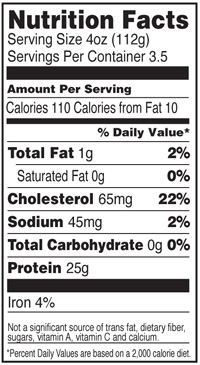 Nutrition Facts
Serving Size 4oz (112g)
Servings Per Container 3.5
Amount Per Serving
Calories 110 Calories from Fat 10
% Daily Value*
Total Fat 1g 2%
Saturated Fat 0g 0%
Cholesterol 65mg 22%
Sodium 45mg 2%
Total Carbohydrate 0g 0%
Protein 25g
Iron 4%
Not a significant source of trans fat, dietary fiber,
sugars, vitamin A, vitamin C and calcium.
*Percent Daily Values are based on a 2,000 calorie diet.